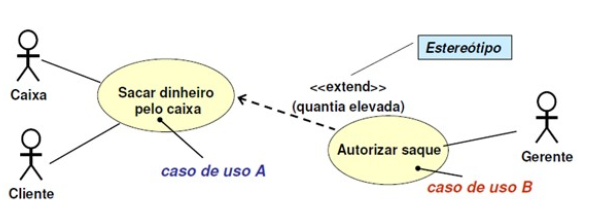 Estereótipo
Caixa
Sacar dinheiro
pelo caixa
<<extend>>
(quantia elevada)
Autorizar saque
Gerente
caso de uso A
Cliente
caso de uso B